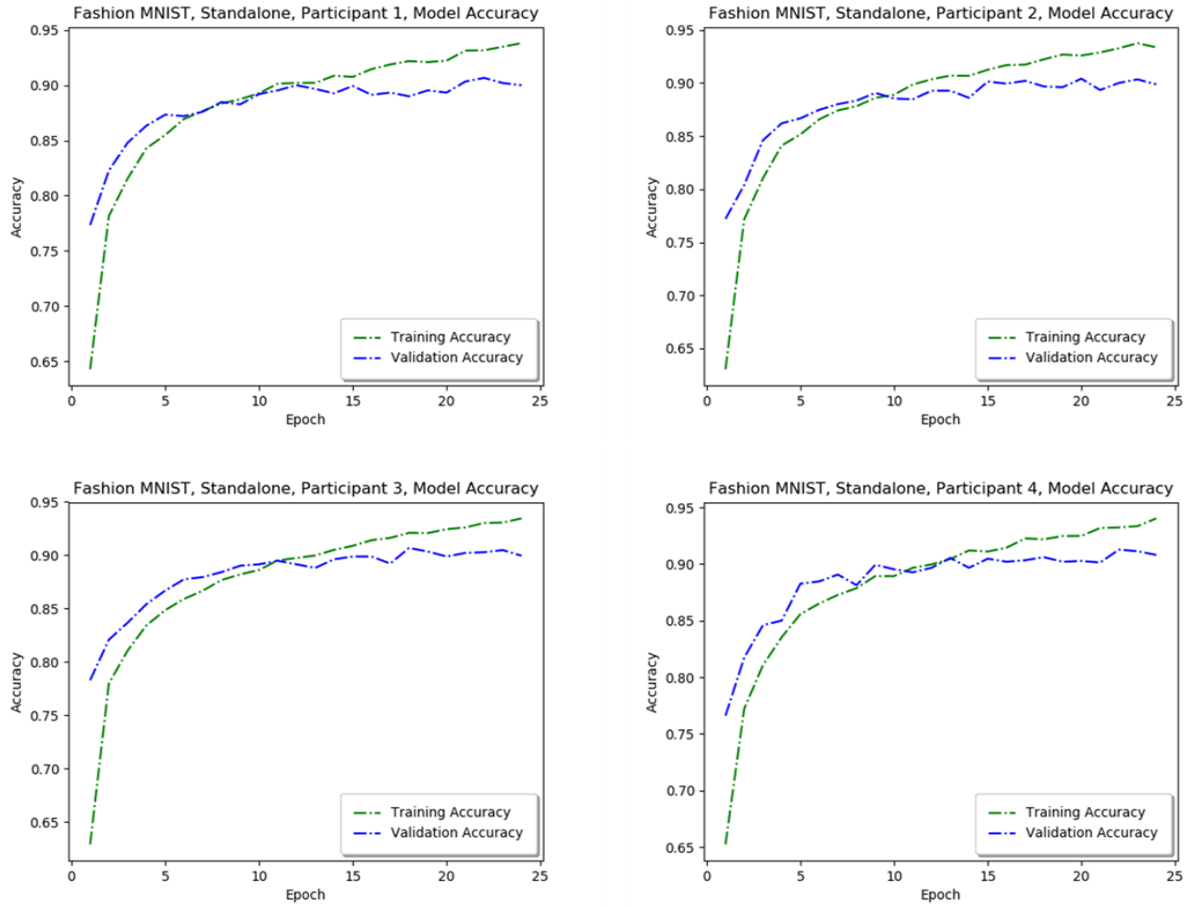 Fashion MNIST, Standalone, Participant 1, Model Accuracy
0.95
0.90
0.85
0.80
0.75
0.70
0.65
Accuracy
Training Accuracy
Validation Accuracy
0 5 10 15 20 25
Epoch
Fashion MNIST, Standalone, Participant 2, Model Accuracy
0.95
0.90
0.85
0.80
0.75
0.70
0.65
Accuracy
Training Accuracy
Validation Accuracy
0 5 10 15 20 25
Epoch
Fashion MNIST, Standalone, Participant 3, Model Accuracy
0.95
0.90
0.85
0.80
0.75
0.70
0.65
Accuracy
Training Accuracy
Validation Accuracy
0 5 10 15 20 25
Epoch
Fashion MNIST, Standalone, Participant 4, Model Accuracy
0.95
0.90
0.85
0.80
0.75
0.70
0.65
Accuracy
Training Accuracy
Validation Accuracy
0 5 10 15 20 25
Epoch